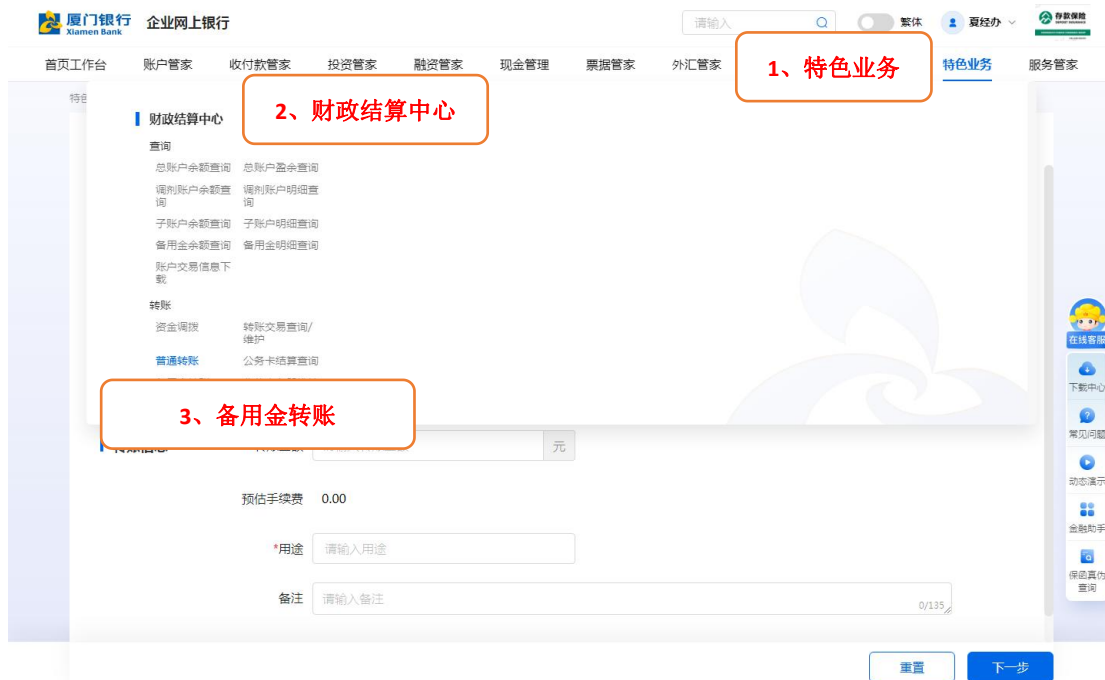 厦门银行 企业网上银行
Xiamen Bank
请输入
繁体
夏经办
存款保险
首页工作台 账户管家 收付款管家 投资管家 融资管家 现金管理 票据管家 外汇管家 特色业务 服务管家
1、特色业务
特色
2、财政结算中心
财政结算中心
查询
总账户余额查询 总账户盈余查询
调剂账户余额查 调剂账户明细查
询 询
子账户余额查询 子账户明细查询
备用金余额查询 备用金明细查询
账户交易信息下
载
转账
资金调拨 转账交易查询/
维护
普通转账 公务卡结算查询
3、备用金转账
元
预估手续费 0.00
*用途 请输入用途
备注 请输入备注
0/135
重置 下一步
在线客服
下载中心
常见问题
动态演示
金融助手
保函真伪
查询